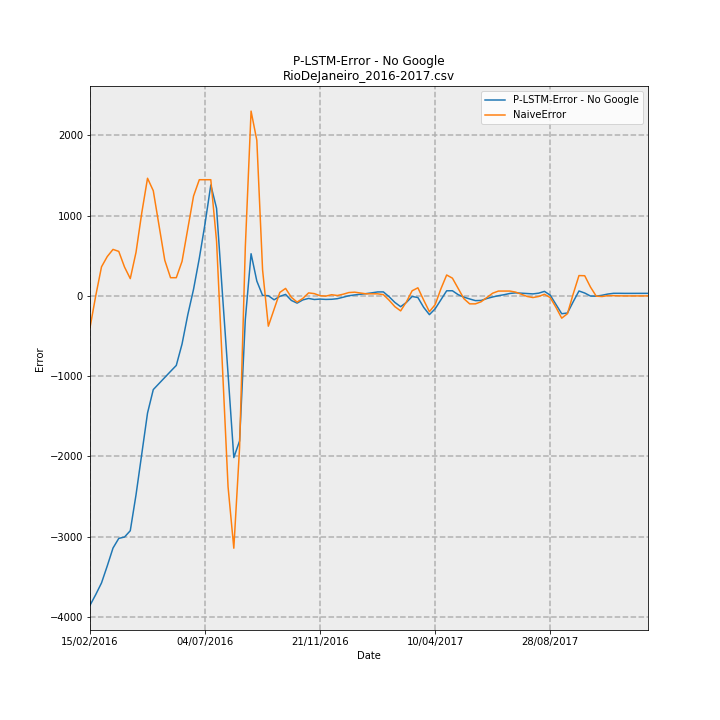 P-LSTM-Error - No Google
RioDeJaneiro_2016-2017.csv
P-LSTM-Error - No Google
NaiveError
2000
1000
0
−1000
−2000
−3000
−4000
Error
15/02/2016
04/07/2016
21/11/2016
10/04/2017
28/08/2017
Date